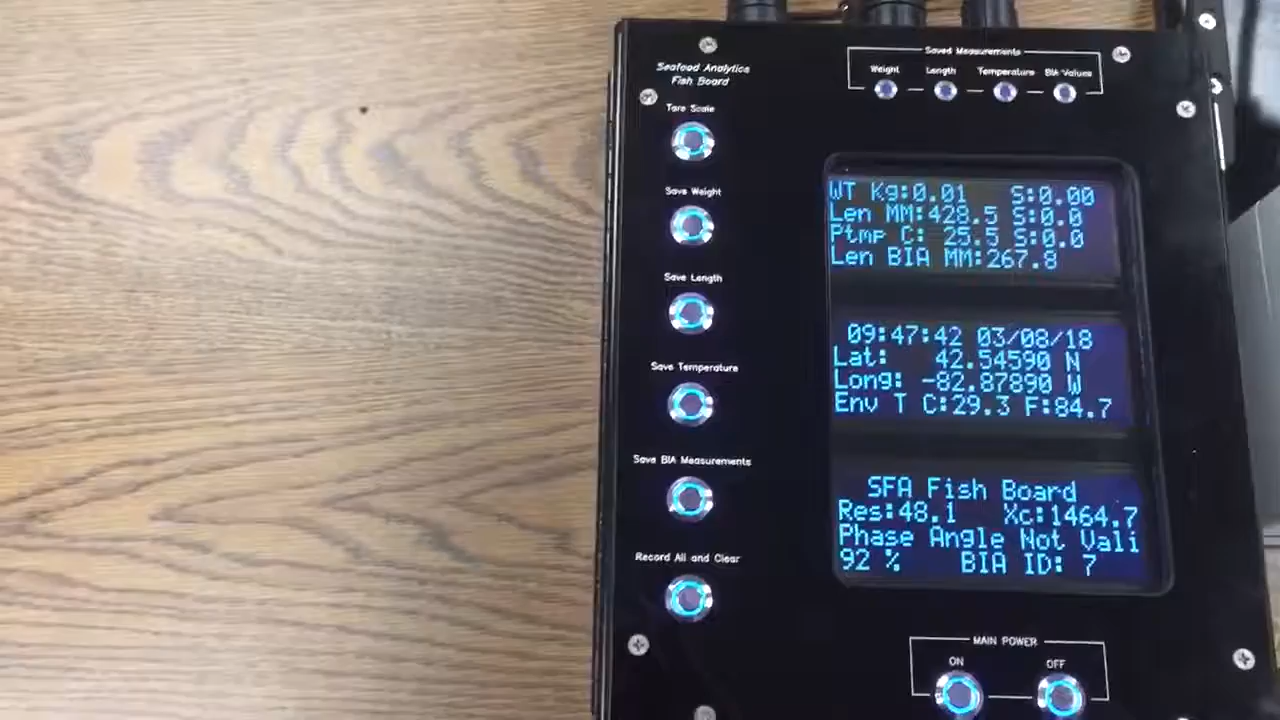 Seafood Analytics
Fish Board
Saved Measurements
Weight
Length
Temperature
BIA Values
Tare Scale
Save Weight
Save Length
Save Temperature
Save BIA Measurements
Record All and Clear
WT Kg:0.01 S:0.00
Len MM:428.5 S:0.0
Ptmp C: 25.5 S:0.0
Len BIA MM:267.8
09:47:42 03/08/18
Lat: 42.54590 N
Long: -82.87890 W
Env T C:29.3 F:84.7
SFA Fish Board
Res:48.1 Xc:1464.7
Phase Angle Not Vali
92 % BIA ID: 7
MAIN POWER
ON
OFF